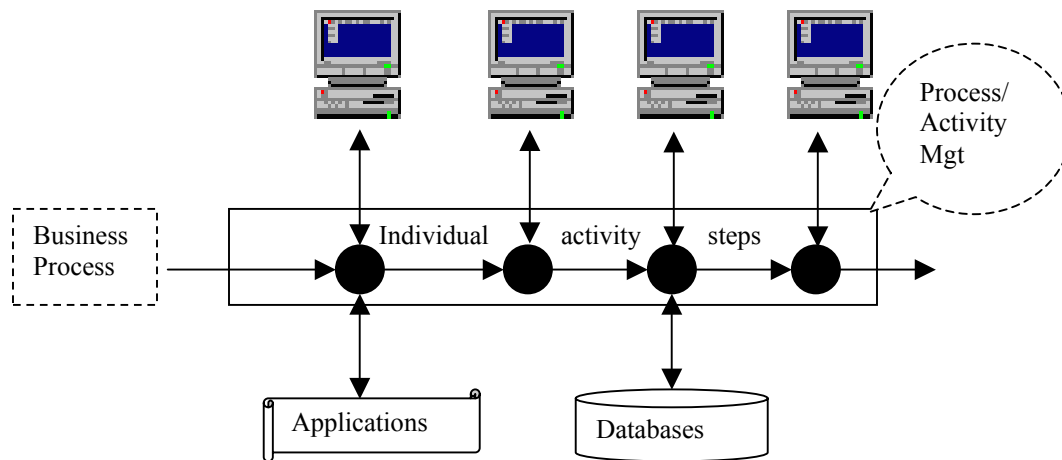 Process/
Activity
Mgt
Business
Process
Individual activity steps
Applications
Databases